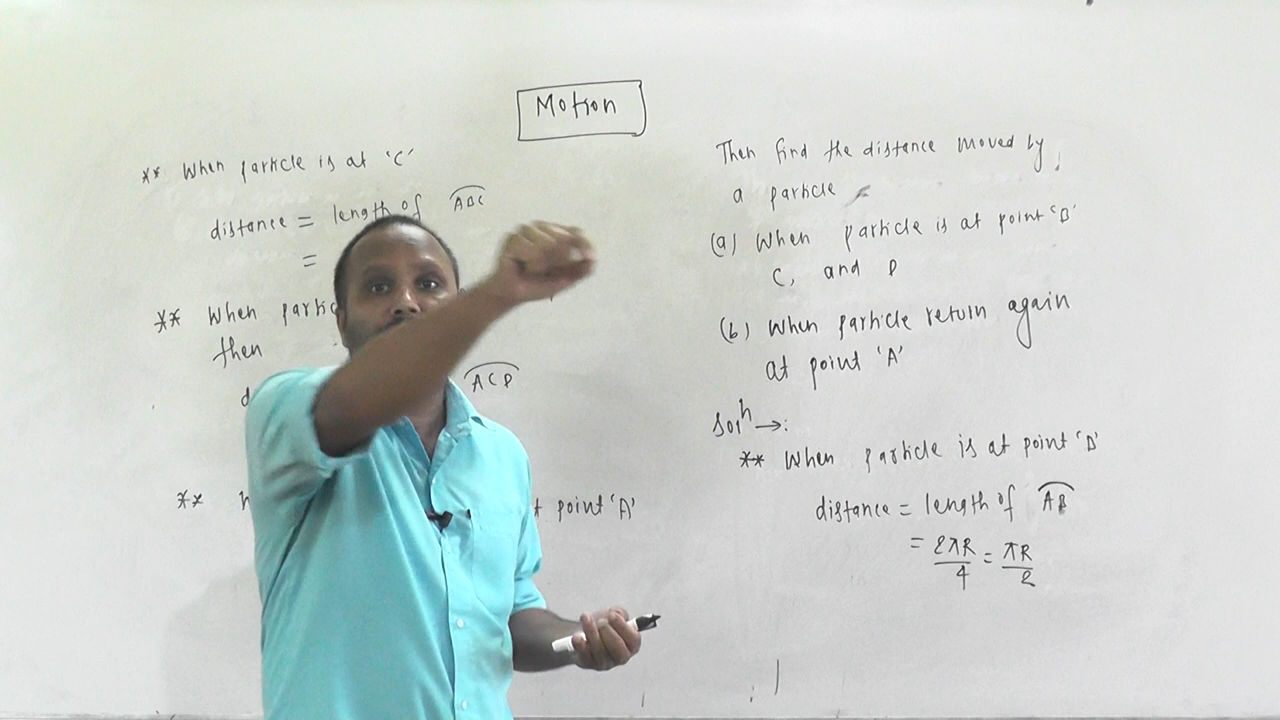 Motion
** When particle is at 'C'
distance = length of ABC
=
** When partic
then
d ACD
** at point 'A'
Then find the distance moved by
a particle
(a) When particle is at point 'B'
C, and D
(b) When particle return again
at point 'A'
Solⁿ →:
** When particle is at point 'B'
distance = length of AB
= 2πR/4 = πR/2